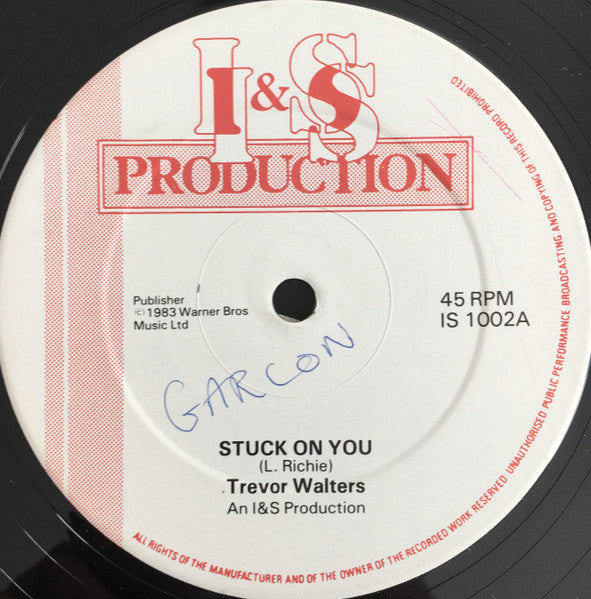 I&S
PRODUCTION
Publisher
℗ 1983 Warner Bros
Music Ltd
45 RPM
IS 1002A
GARCON
STUCK ON YOU
(L. Richie)
Trevor Walters
An I&S Production
ALL RIGHTS OF THE MANUFACTURER AND OF THE OWNER OF THE RECORDED WORK RESERVED UNAUTHORISED PUBLIC PERFORMANCE BROADCASTING AND COPYING OF THIS RECORD PROHIBITED